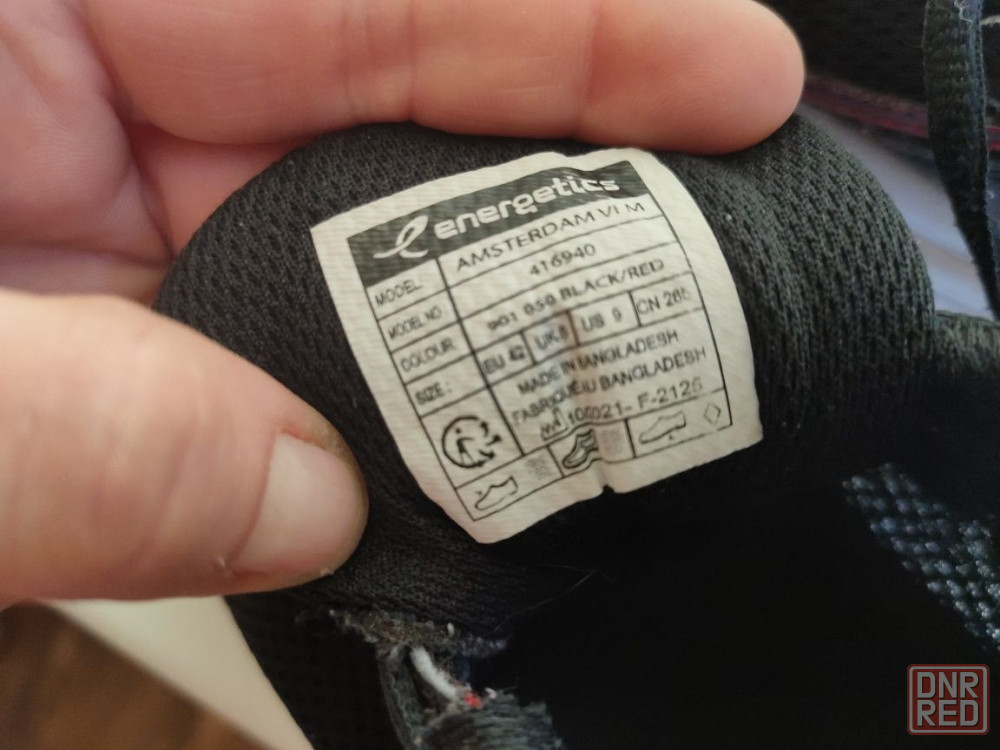 energetics
MODEL AMSTERDAM VI M
MODEL NO 416940
COLOUR 901 050 BLACK/RED
SIZE : EU 42 UK 8 US 9 CN 265
MADE IN BANGLADESH
FABRIQUÉ AU BANGLADESH
F-2126
DNR
RED